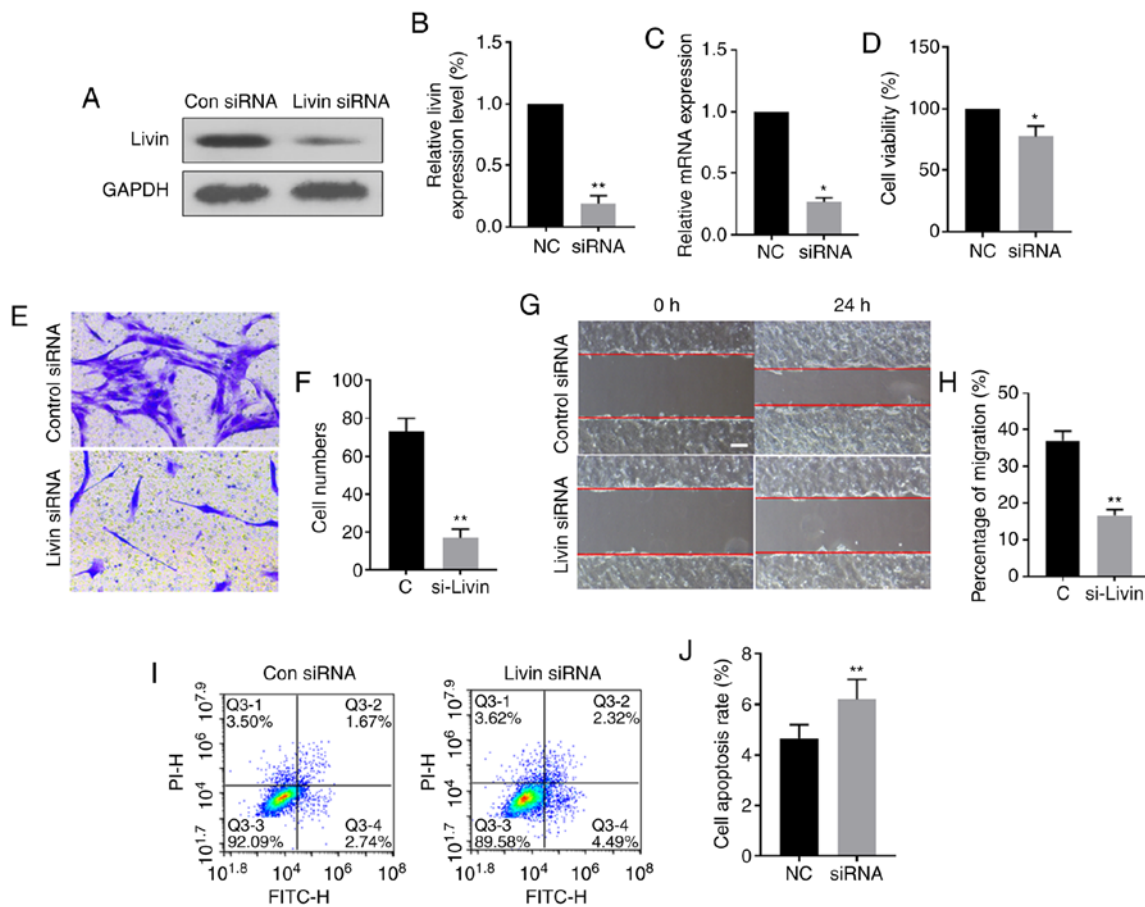 A
Con siRNA Livin siRNA
Livin
GAPDH
B
Relative livin
expression level (%)
1.5
1.0
0.5
0.0
**
NC siRNA
C
Relative mRNA expression
1.5
1.0
0.5
0.0
*
NC siRNA
D
Cell viability (%)
150
100
50
0
*
NC siRNA
E
Control siRNA
Livin siRNA
F
Cell numbers
100
80
60
40
20
0
**
C si-Livin
G
0 h 24 h
Control siRNA
Livin siRNA
H
Percentage of migration (%)
50
40
30
20
10
0
**
C si-Livin
I
Con siRNA
PI-H
10^7.9
10^6
10^4
10^1.7
Q3-1 Q3-2
3.50% 1.67%
Q3-3 Q3-4
92.09% 2.74%
10^1.8 10^4 10^6 10^8
FITC-H
Livin siRNA
PI-H
10^7.9
10^6
10^4
10^1.7
Q3-1 Q3-2
3.62% 2.32%
Q3-3 Q3-4
89.58% 4.49%
10^1.8 10^4 10^6 10^8
FITC-H
J
Cell apoptosis rate (%)
8
6
4
2
0
**
NC siRNA